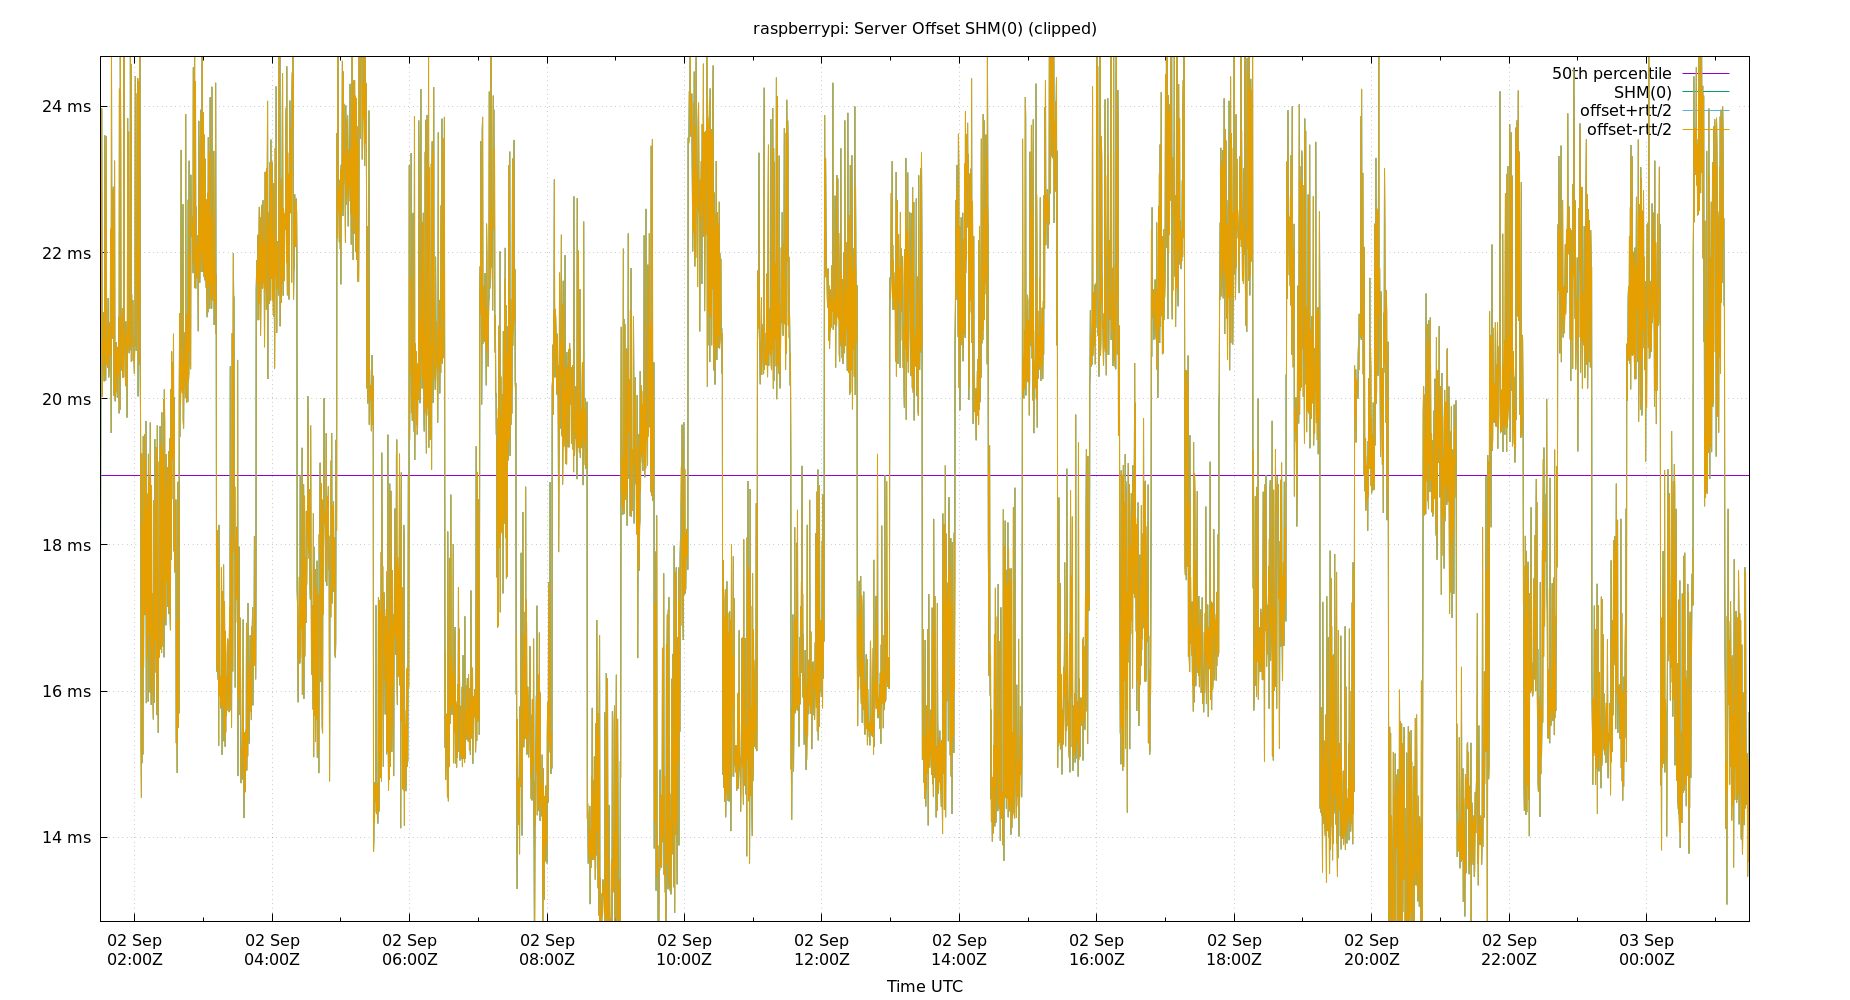 raspberrypi: Server Offset SHM(0) (clipped)
50th percentile
SHM(0)
offset+rtt/2
offset-rtt/2
24 ms
22 ms
20 ms
18 ms
16 ms
14 ms
02 Sep 02 Sep 02 Sep 02 Sep 02 Sep 02 Sep 02 Sep 02 Sep 02 Sep 02 Sep 02 Sep 03 Sep
02:00Z 04:00Z 06:00Z 08:00Z 10:00Z 12:00Z 14:00Z 16:00Z 18:00Z 20:00Z 22:00Z 00:00Z
Time UTC